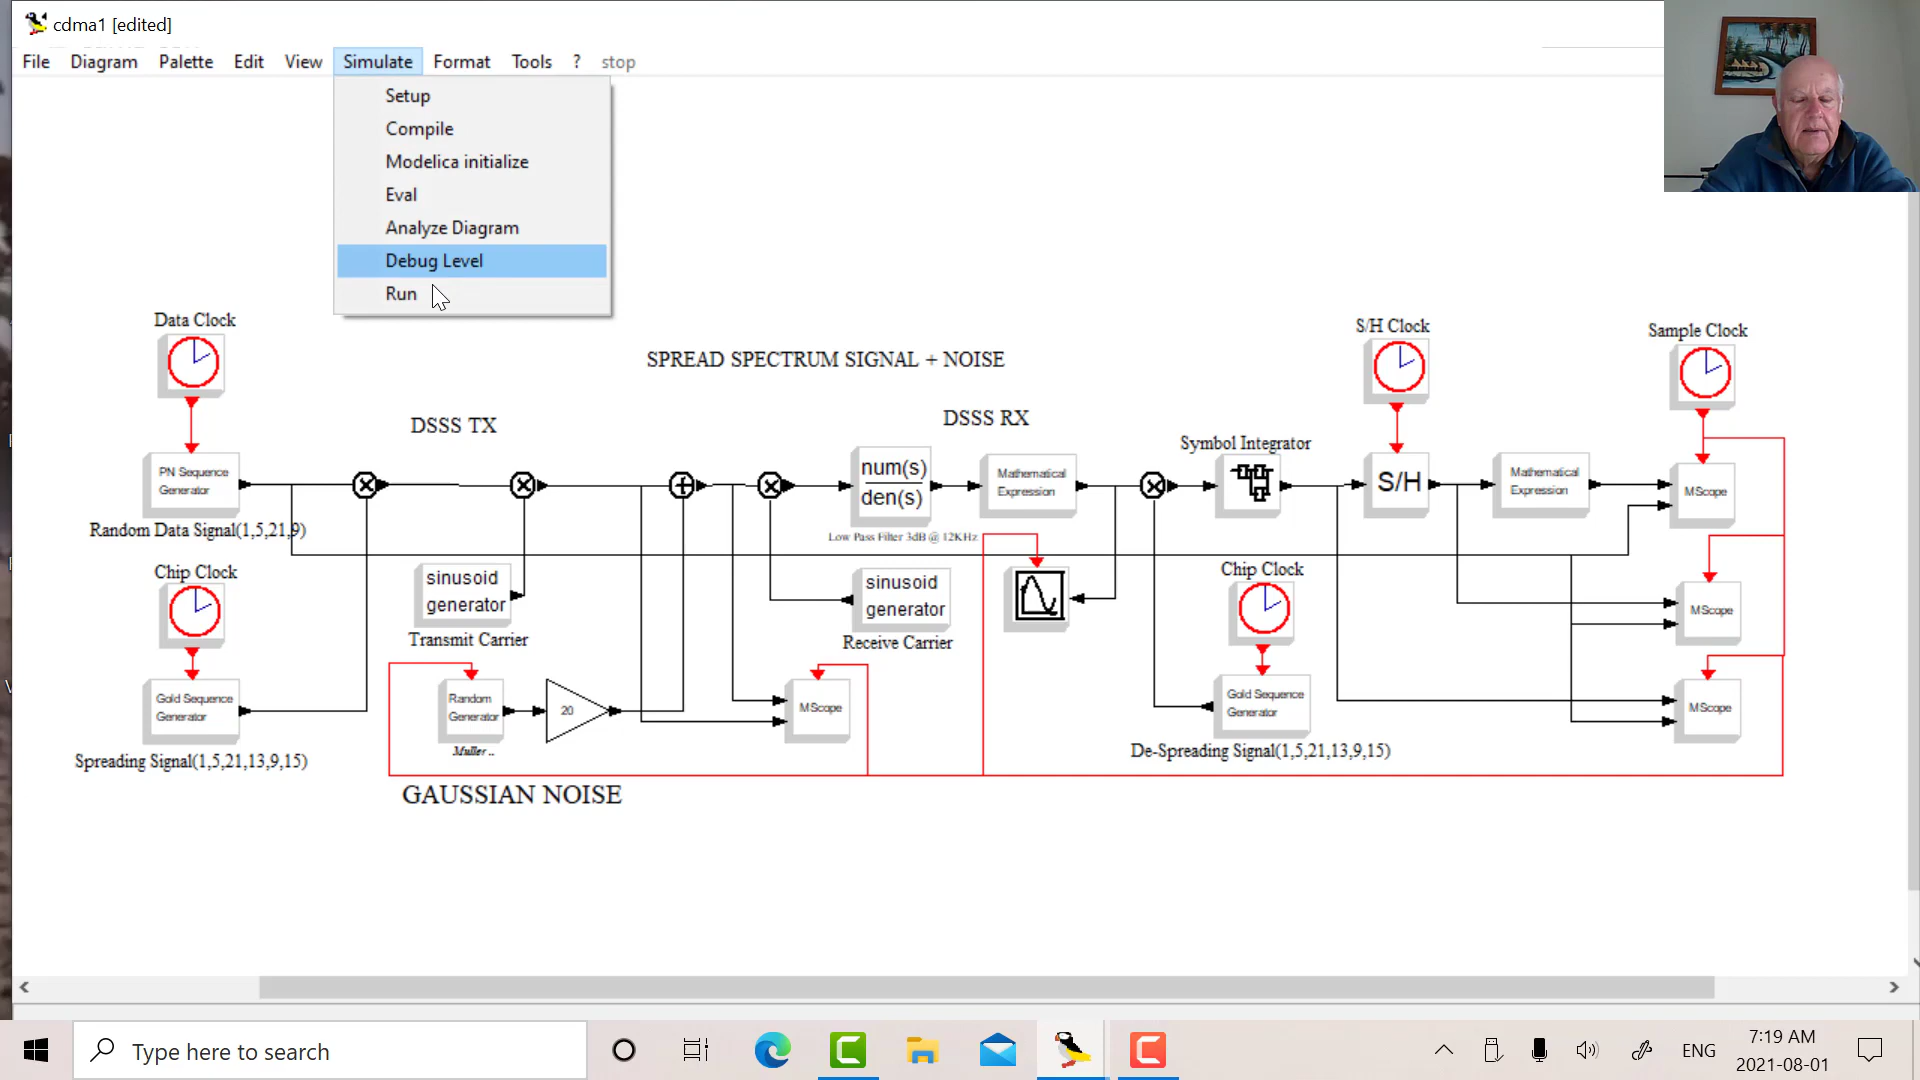 cdma1 [edited]
File Diagram Palette Edit View Simulate Format Tools ? stop
Setup
Compile
Modelica initialize
Eval
Analyze Diagram
Debug Level
Run
Data Clock
PN Sequence
Generator
Random Data Signal(1,5,21,9)
Chip Clock
Gold Sequence
Generator
Spreading Signal(1,5,21,13,9,15)
DSSS TX
SPREAD SPECTRUM SIGNAL + NOISE
DSSS RX
sinusoid
generator
Transmit Carrier
Random
Generator
Muller ..
20
GAUSSIAN NOISE
num(s)
den(s)
Low Pass Filter 3dB @ 12KHz
Mathematical
Expression
sinusoid
generator
Receive Carrier
MScope
Symbol Integrator
Chip Clock
Gold Sequence
Generator
De-Spreading Signal(1,5,21,13,9,15)
S/H Clock
S/H
Mathematical
Expression
Sample Clock
MScope
MScope
MScope
Type here to search
ENG
7:19 AM
2021-08-01